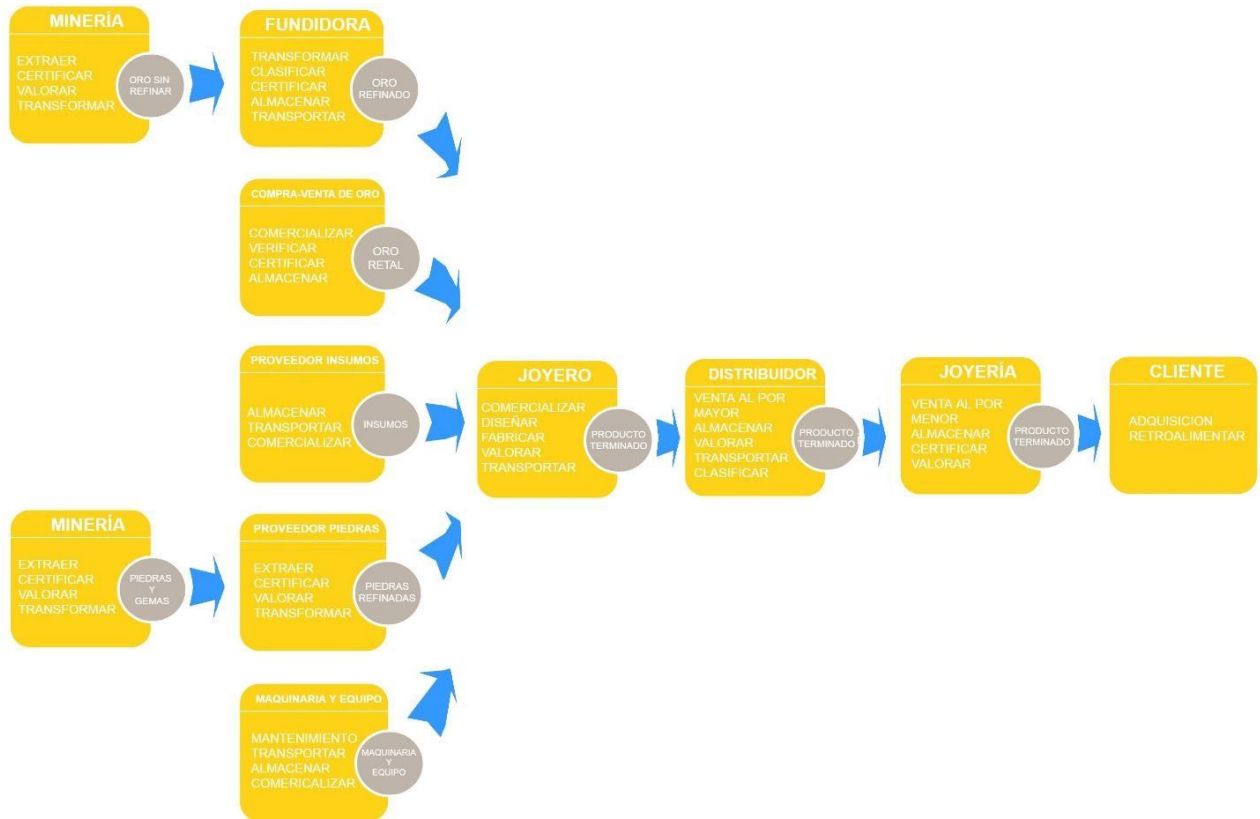 MINERÍA
EXTRAER
CERTIFICAR
VALORAR
TRANSFORMAR
ORO SIN
REFINAR
FUNDIDORA
TRANSFORMAR
CLASIFICAR
CERTIFICAR
ALMACENAR
TRANSPORTAR
ORO
REFINADO
COMPRA-VENTA DE ORO
COMERCIALIZAR
VERIFICAR
CERTIFICAR
ALMACENAR
ORO
RETAL
PROVEEDOR INSUMOS
ALMACENAR
TRANSPORTAR
COMERCIALIZAR
INSUMOS
MINERÍA
EXTRAER
CERTIFICAR
VALORAR
TRANSFORMAR
PIEDRAS
Y
GEMAS
PROVEEDOR PIEDRAS
EXTRAER
CERTIFICAR
VALORAR
TRANSFORMAR
PIEDRAS
REFINADAS
MAQUINARIA Y EQUIPO
MANTENIMIENTO
TRANSPORTAR
ALMACENAR
COMERICALIZAR
MAQUINARIA
Y
EQUIPO
JOYERO
COMERCIALIZAR
DISEÑAR
FABRICAR
VALORAR
TRANSPORTAR
PRODUCTO
TERMINADO
DISTRIBUIDOR
VENTA AL POR
MAYOR
ALMACENAR
VALORAR
TRANSPORTAR
CLASIFICAR
PRODUCTO
TERMINADO
JOYERÍA
VENTA AL POR
MENOR
ALMACENAR
CERTIFICAR
VALORAR
PRODUCTO
TERMINADO
CLIENTE
ADQUISICION
RETROALIMENTAR